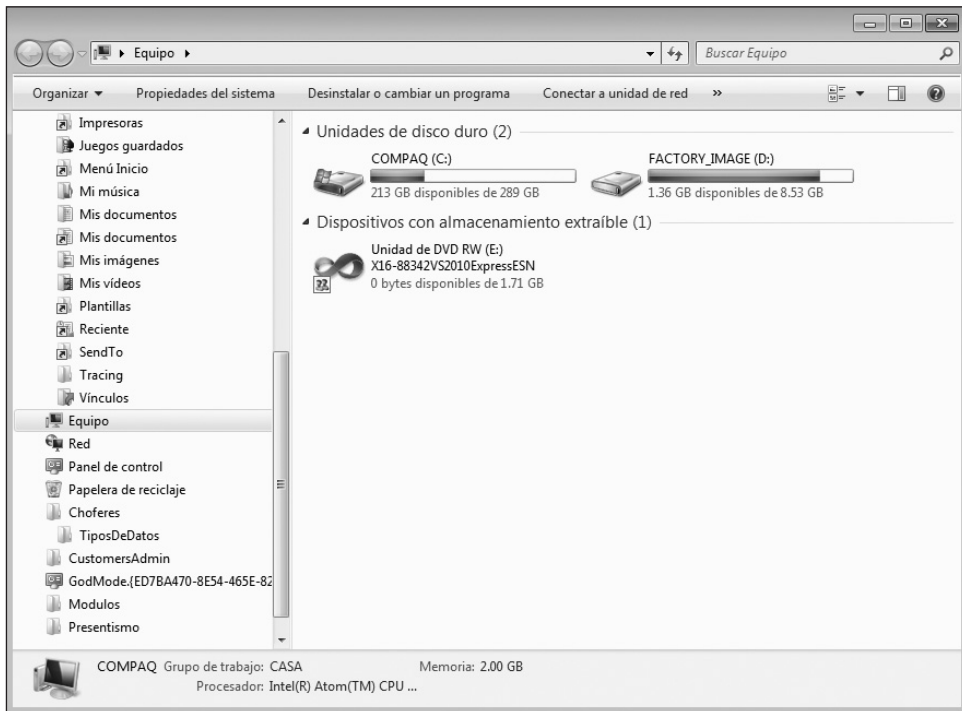 Equipo
Buscar Equipo
Organizar
Propiedades del sistema
Desinstalar o cambiar un programa
Conectar a unidad de red
»
Impresoras
Juegos guardados
Menú Inicio
Mi música
Mis documentos
Mis documentos
Mis imágenes
Mis vídeos
Plantillas
Reciente
SendTo
Tracing
Vínculos
Equipo
Red
Panel de control
Papelera de reciclaje
Choferes
TiposDeDatos
CustomersAdmin
GodMode.{ED7BA470-8E54-465E-82
Modulos
Presentismo
Unidades de disco duro (2)
COMPAQ (C:)
213 GB disponibles de 289 GB
FACTORY_IMAGE (D:)
1.36 GB disponibles de 8.53 GB
Dispositivos con almacenamiento extraíble (1)
Unidad de DVD RW (E:)
X16-88342VS2010ExpressESN
0 bytes disponibles de 1.71 GB
COMPAQ Grupo de trabajo: CASA Memoria: 2.00 GB
Procesador: Intel(R) Atom(TM) CPU ...